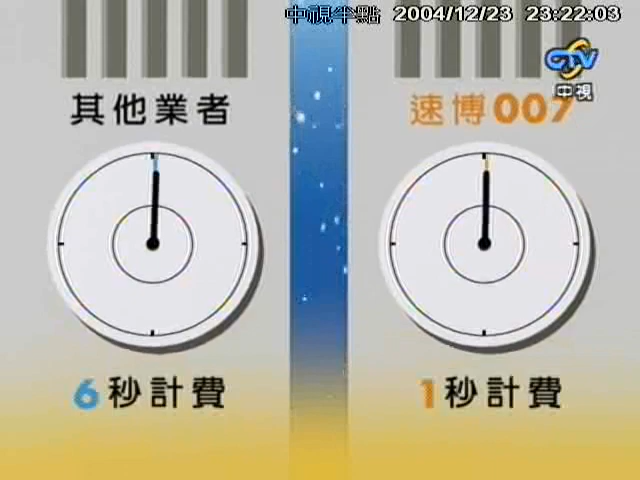 中視半點 2004/12/23 23:22:03
CTV
中視
其他業者
速博007
6秒計費
1秒計費